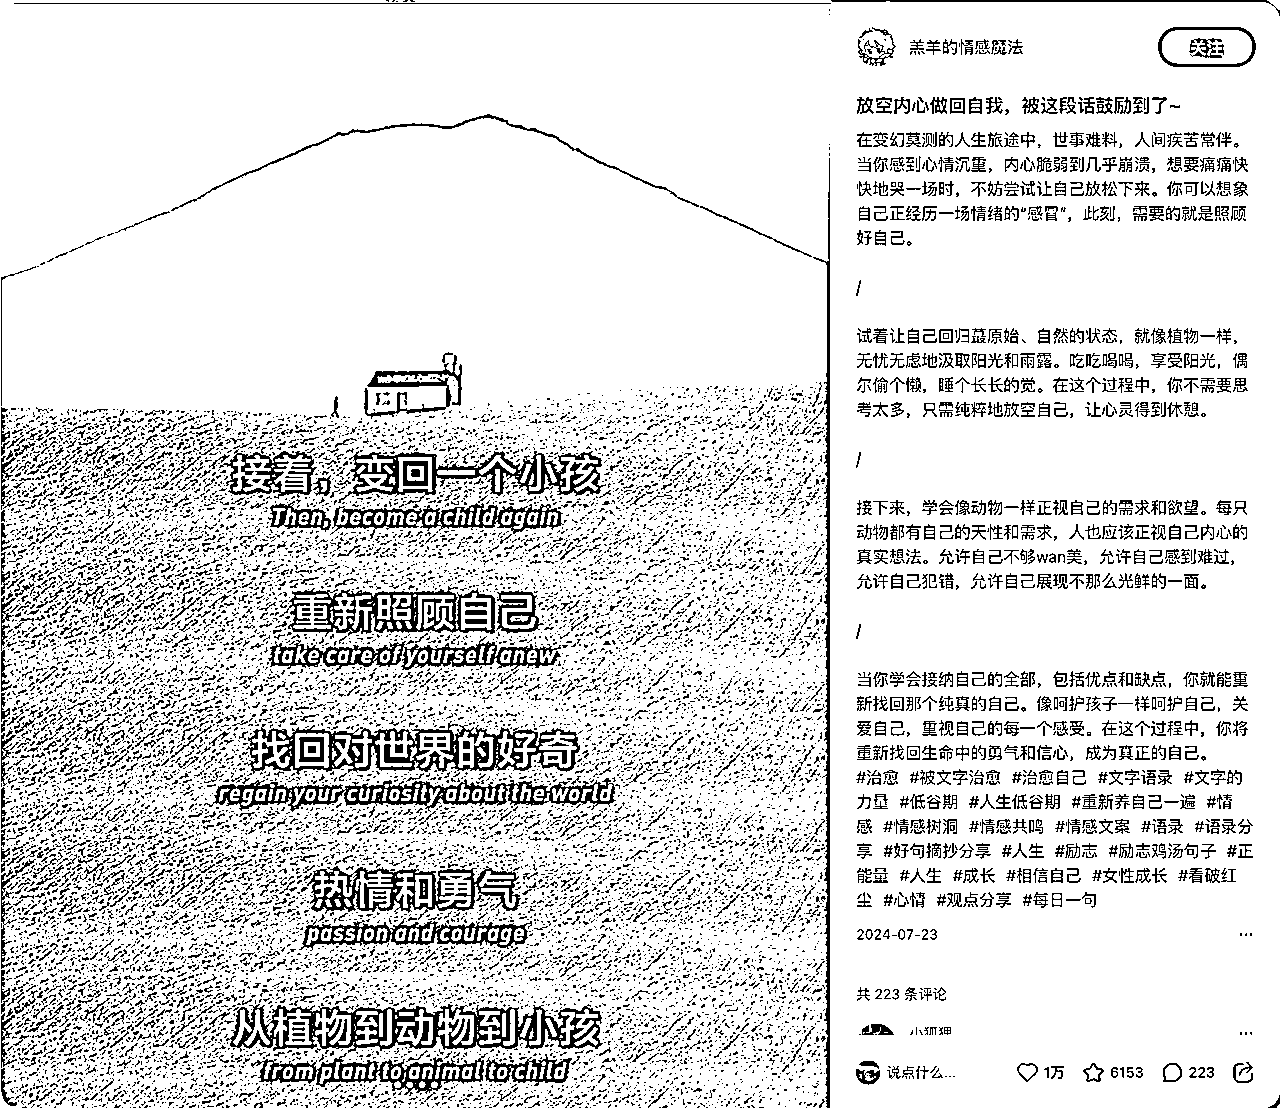 接着，变回一个小孩
Then, become a child again
重新照顾自己
take care of yourself anew
找回对世界的好奇
regain your curiosity about the world
热情和勇气
passion and courage
从植物到动物到小孩
from plant to animal to child
羔羊的情感魔法
关注
放空内心做回自我，被这段话鼓励到了~
在变幻莫测的人生旅途中，世事难料，人间疾苦常伴。
当你感到心情沉重，内心脆弱到几乎崩溃，想要痛痛快
快地哭一场时，不妨尝试让自己放松下来。你可以想象
自己正经历一场情绪的“感冒”，此刻，需要的就是照顾
好自己。
/
试着让自己回归蕞原始、自然的状态，就像植物一样，
无忧无虑地汲取阳光和雨露。吃吃喝喝，享受阳光，偶
尔偷个懒，睡个长长的觉。在这个过程中，你不需要思
考太多，只需纯粹地放空自己，让心灵得到休憩。
/
接下来，学会像动物一样正视自己的需求和欲望。每只
动物都有自己的天性和需求，人也应该正视自己内心的
真实想法。允许自己不够wan美，允许自己感到难过，
允许自己犯错，允许自己展现不那么光鲜的一面。
/
当你学会接纳自己的全部，包括优点和缺点，你就能重
新找回那个纯真的自己。像呵护孩子一样呵护自己，关
爱自己，重视自己的每一个感受。在这个过程中，你将
重新找回生命中的勇气和信心，成为真正的自己。
#治愈 #被文字治愈 #治愈自己 #文字语录 #文字的
力量 #低谷期 #人生低谷期 #重新养自己一遍 #情
感 #情感树洞 #情感共鸣 #情感文案 #语录 #语录分
享 #好句摘抄分享 #人生 #励志 #励志鸡汤句子 #正
能量 #人生 #成长 #相信自己 #女性成长 #看破红
尘 #心情 #观点分享 #每日一句
2024-07-23
共 223 条评论
小狐狸
说点什么...
1万 6153 223